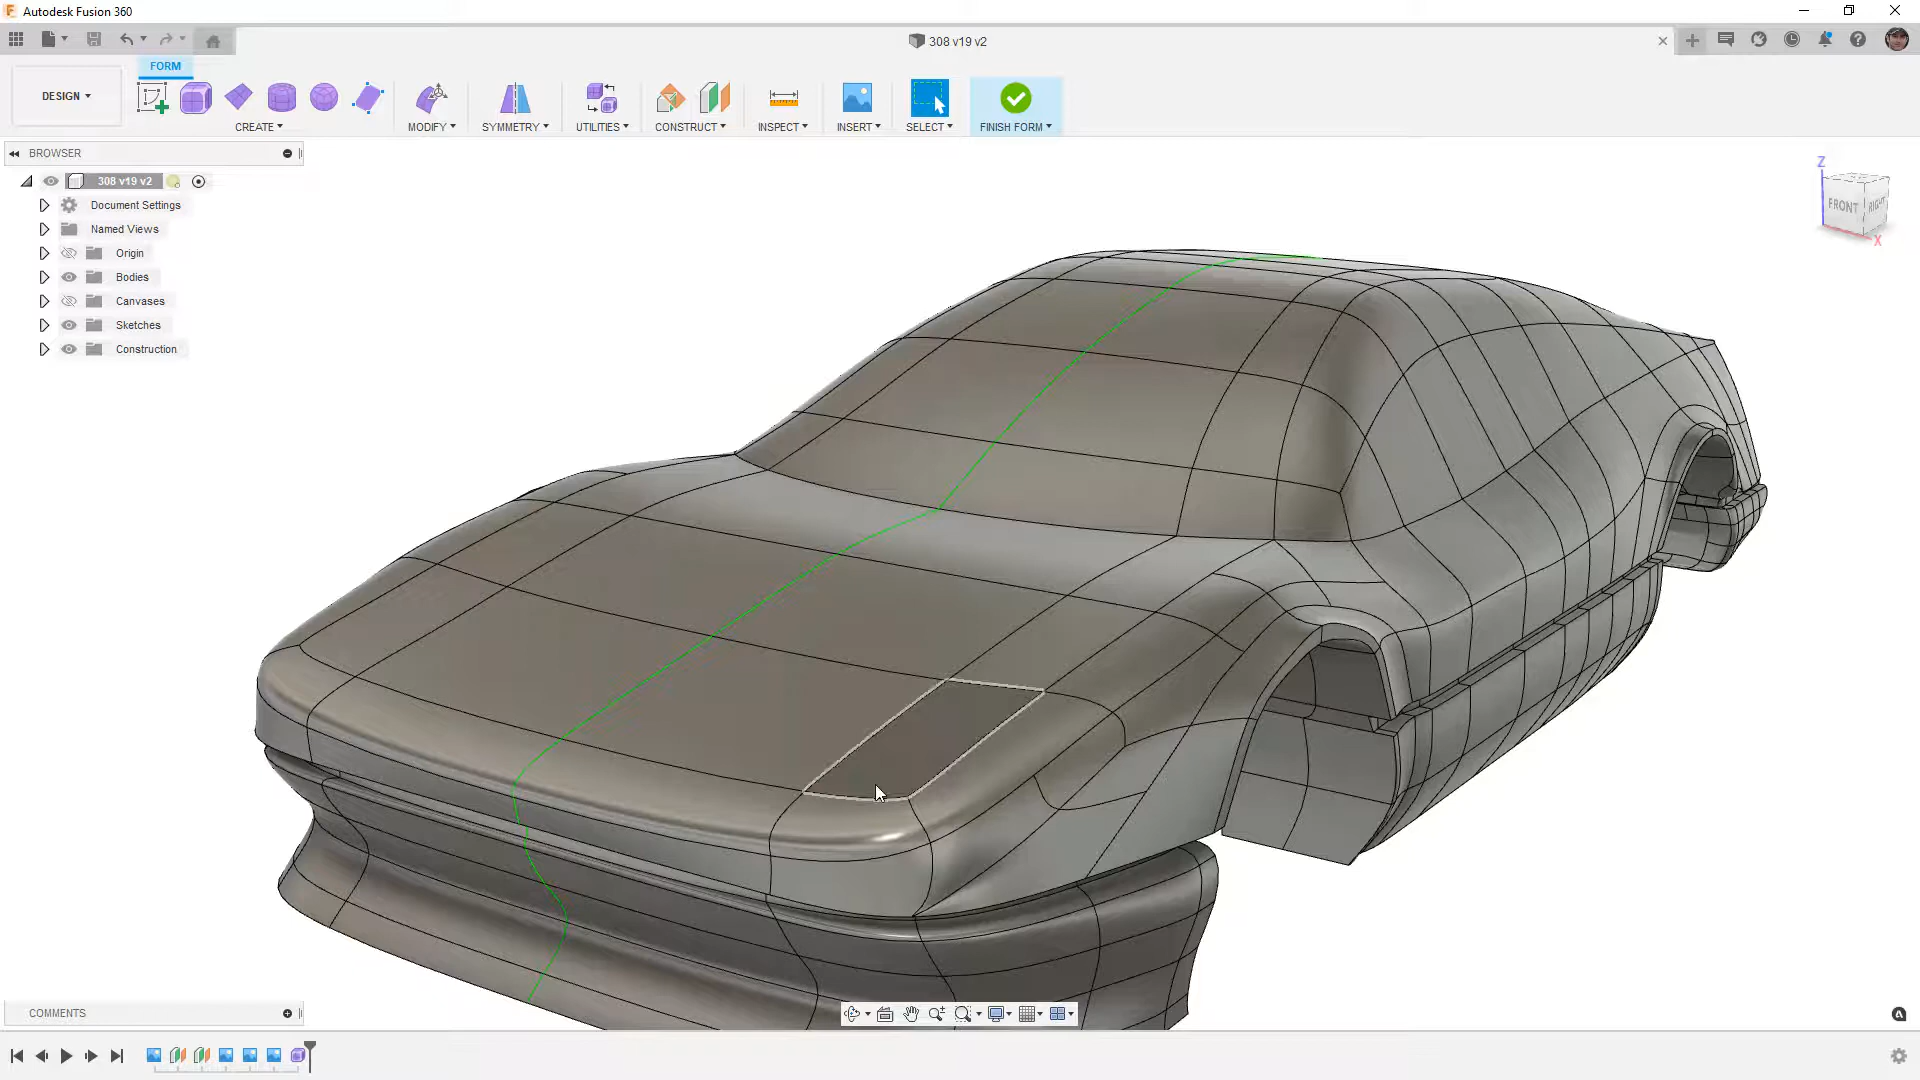 Autodesk Fusion 360
308 v19 v2
FORM
DESIGN
CREATE
MODIFY
SYMMETRY
UTILITIES
CONSTRUCT
INSPECT
INSERT
SELECT
FINISH FORM
BROWSER
308 v19 v2
Document Settings
Named Views
Origin
Bodies
Canvases
Sketches
Construction
Z
FRONT
RIGHT
X
COMMENTS